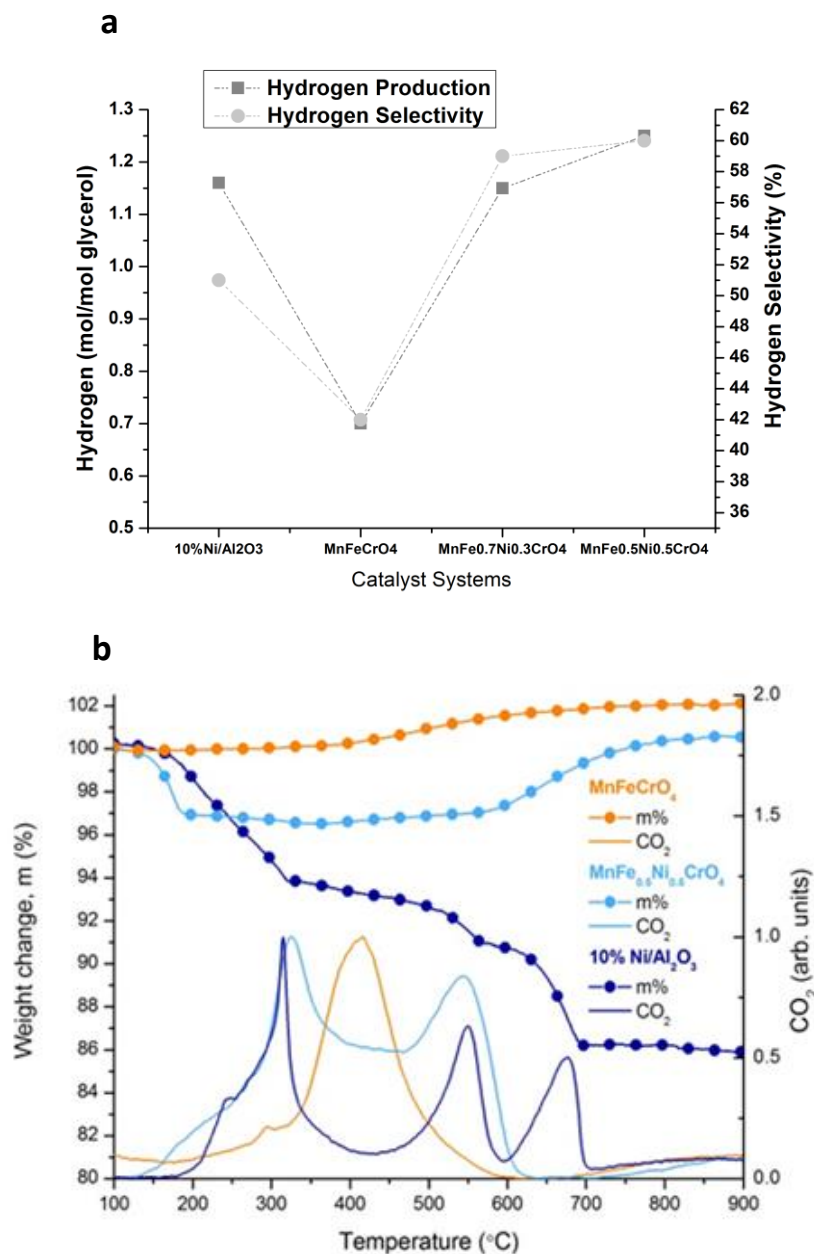 a
Hydrogen Production
Hydrogen Selectivity
Hydrogen (mol/mol glycerol)
1.3
1.2
1.1
1.0
0.9
0.8
0.7
0.6
0.5
62
60
58
56
54
52
50
48
46
44
42
40
38
36
Hydrogen Selectivity (%)
10%Ni/Al2O3 MnFeCrO4 MnFe0.7Ni0.3CrO4 MnFe0.5Ni0.5CrO4
Catalyst Systems
b
Weight change, m (%)
102
100
98
96
94
92
90
88
86
84
82
80
MnFeCrO₄
m%
CO₂
MnFe₀.₅Ni₀.₅CrO₄
m%
CO₂
10% Ni/Al₂O₃
m%
CO₂
2.0
1.5
1.0
0.5
0.0
CO₂ (arb. units)
100 200 300 400 500 600 700 800 900
Temperature (°C)